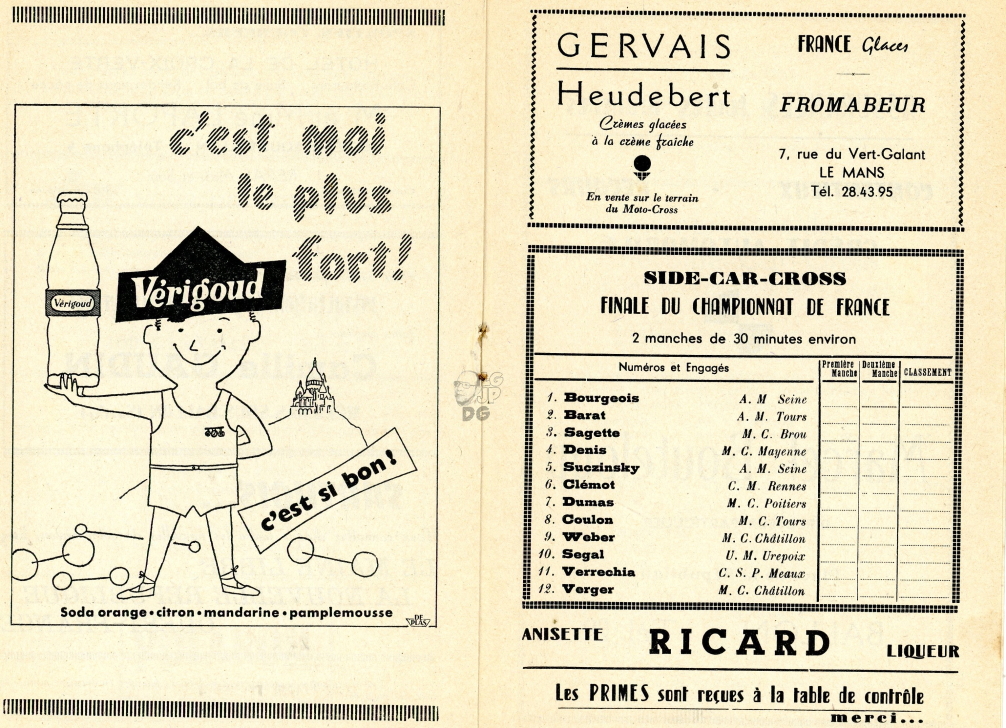 c'est moi
le plus
fort!
Vérigoud
Vérigoud
c'est si bon!
Soda orange • citron • mandarine • pamplemousse
GERVAIS
Heudebert
Crèmes glacées
à la crème fraîche
En vente sur le terrain
du Moto-Cross
FRANCE Glaces
FROMABEUR
7, rue du Vert-Galant
LE MANS
Tél. 28.43.95
SIDE-CAR-CROSS
FINALE DU CHAMPIONNAT DE FRANCE
2 manches de 30 minutes environ
Numéros et Engagés Première Manche Deuxième Manche CLASSEMENT
1. Bourgeois A. M Seine
2. Barat A. M. Tours
3. Sagette M. C. Brou
4. Denis M. C. Mayenne
5. Suczinsky A. M. Seine
6. Clémot C. M. Rennes
7. Dumas M. C. Poitiers
8. Coulon M. C. Tours
9. Weber M. C. Châtillon
10. Segal U. M. Urepoix
11. Verrechia C. S. P. Meaux
12. Verger M. C. Châtillon
ANISETTE RICARD LIQUEUR
Les PRIMES sont reçues à la table de contrôle
merci...
DG